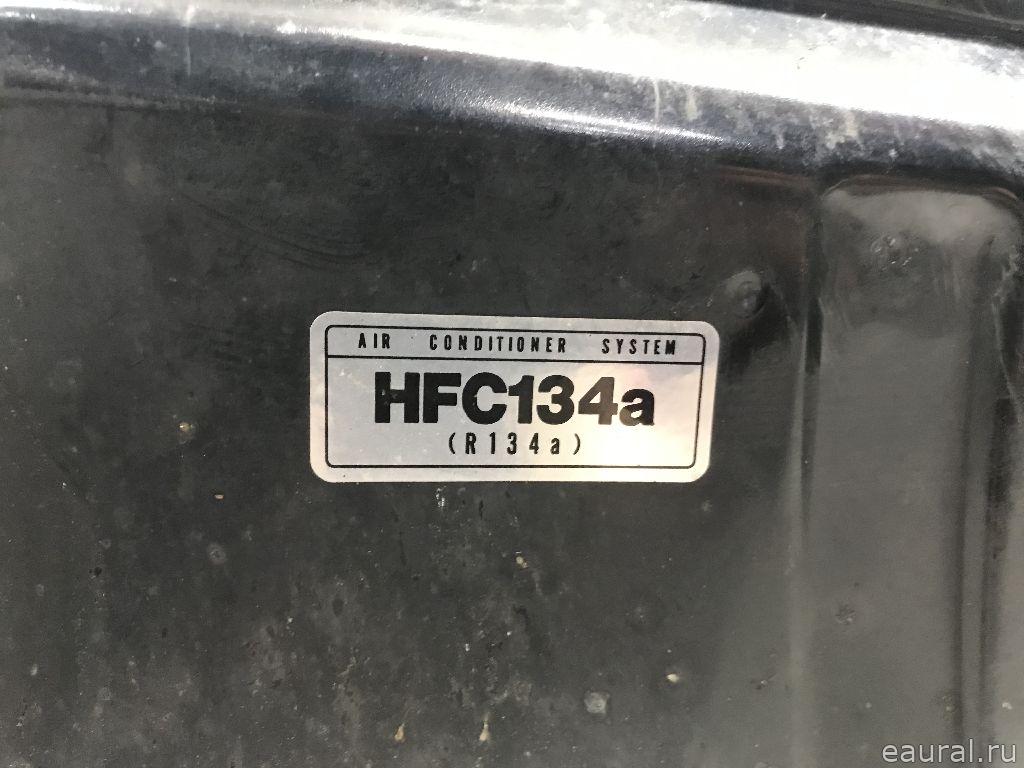 AIR CONDITIONER SYSTEM
HFC134a
(R134a)
eaural.ru